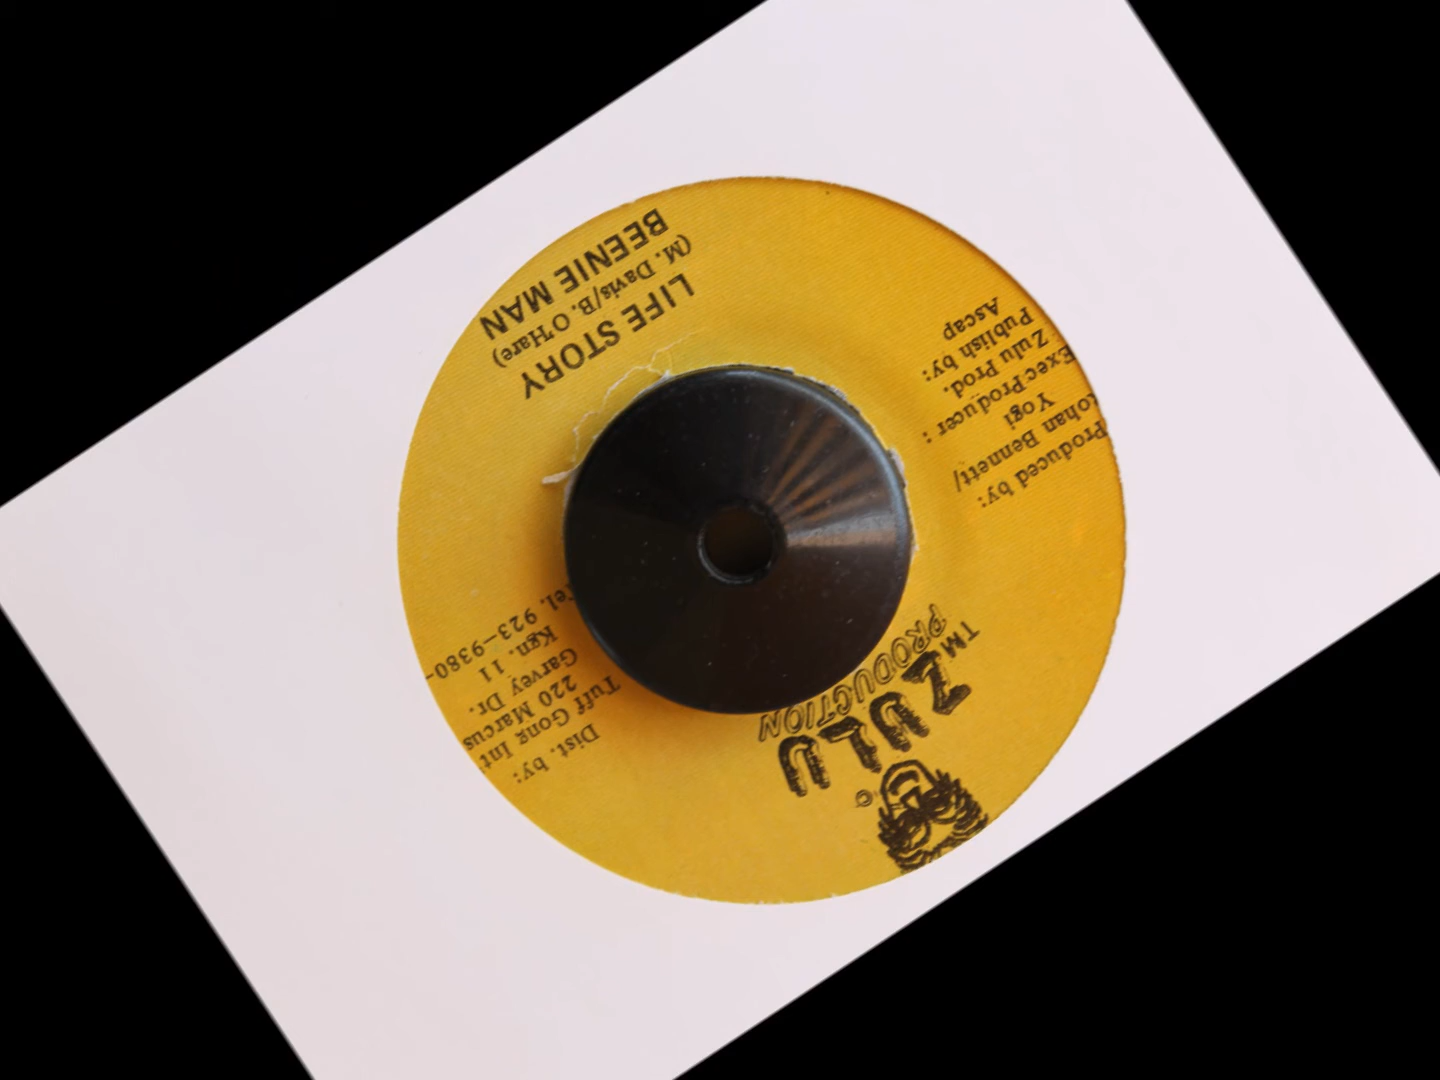 ©
ZULU
TM
PRODUCTION
Produced by:
Rohan Bennett/
Yogi
Exec Producer :
Zulu Prod.
Publish by:
Ascap
Dist. by:
Tuff Gong Int
220 Marcus
Garvey Dr.
Kgn. 11
Tel. 923-9380-
LIFE STORY
(M. Davis/B. O'Hare)
BEENIE MAN